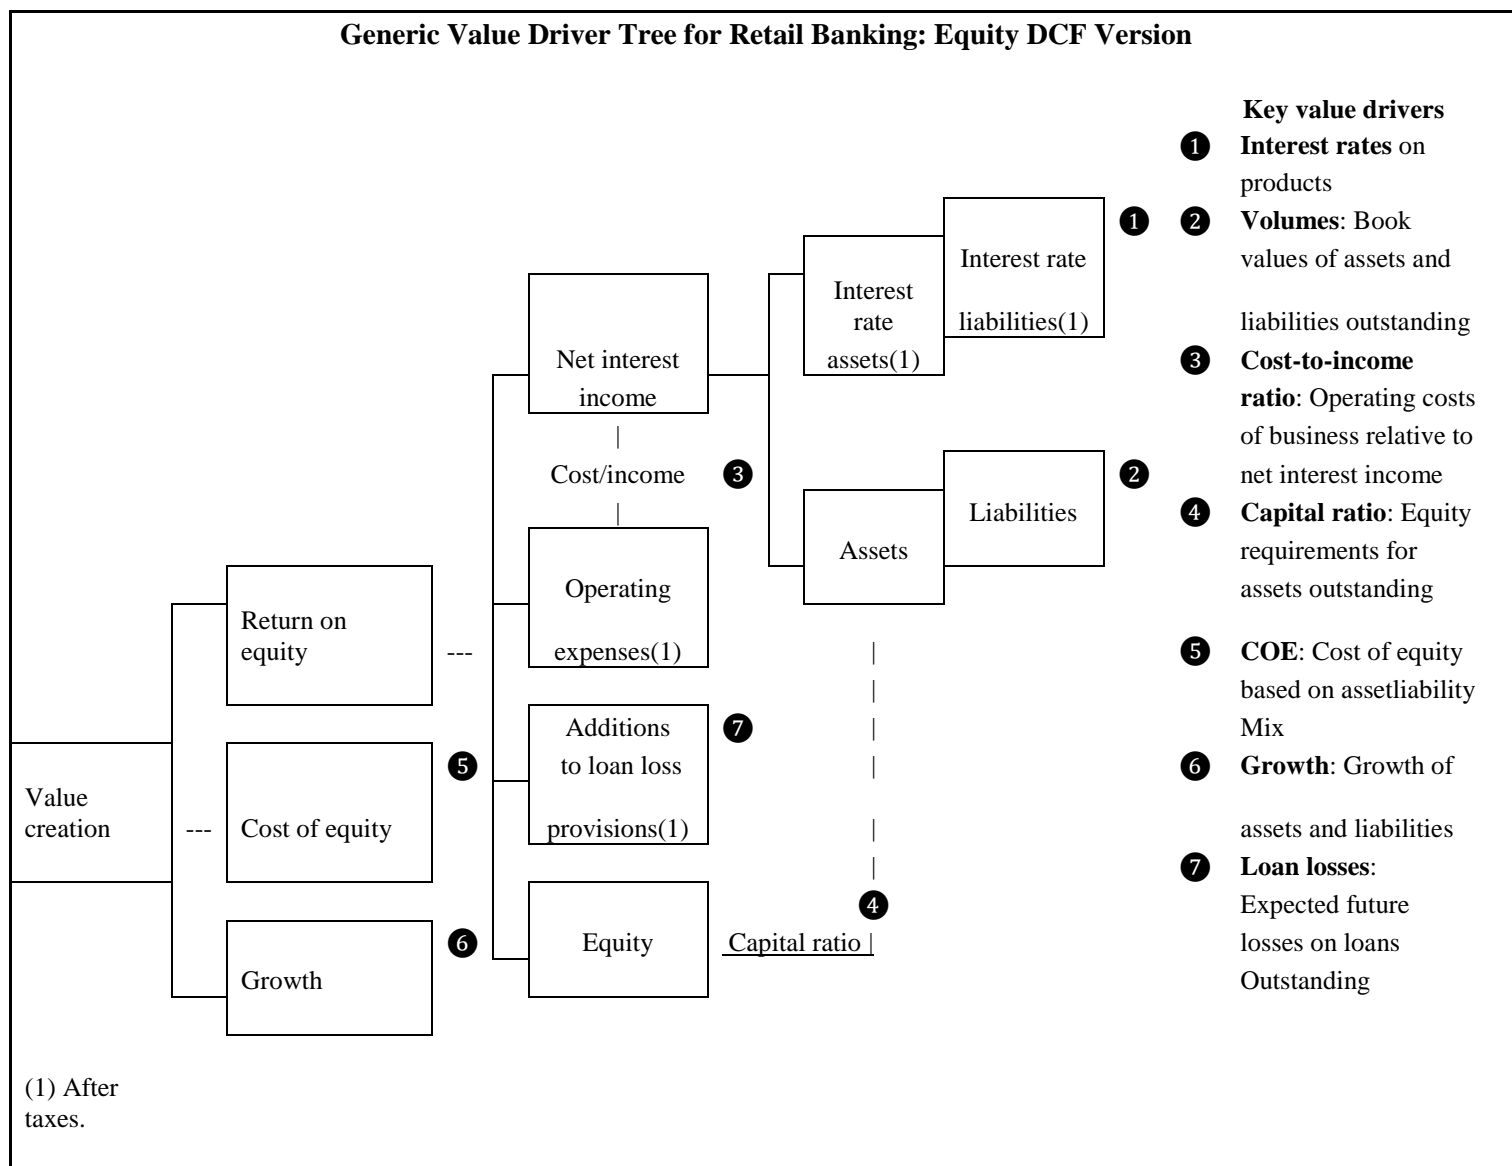 Generic Value Driver Tree for Retail Banking: Equity DCF Version
Value
creation
---
Return on
equity
---
Cost of equity
❺
Growth
❻
Net interest
income
|
Cost/income
❸
|
Operating
expenses(1)
Additions
to loan loss
provisions(1)
❼
Equity
Capital ratio |
❹
Interest
rate
assets(1)
Interest rate
liabilities(1)
❶
Assets
Liabilities
❷
|
|
|
|
|
|
|
Key value drivers
❶ Interest rates on
products
❷ Volumes: Book
values of assets and
liabilities outstanding
❸ Cost-to-income
ratio: Operating costs
of business relative to
net interest income
❹ Capital ratio: Equity
requirements for
assets outstanding
❺ COE: Cost of equity
based on assetliability
Mix
❻ Growth: Growth of
assets and liabilities
❼ Loan losses:
Expected future
losses on loans
Outstanding
(1) After
taxes.